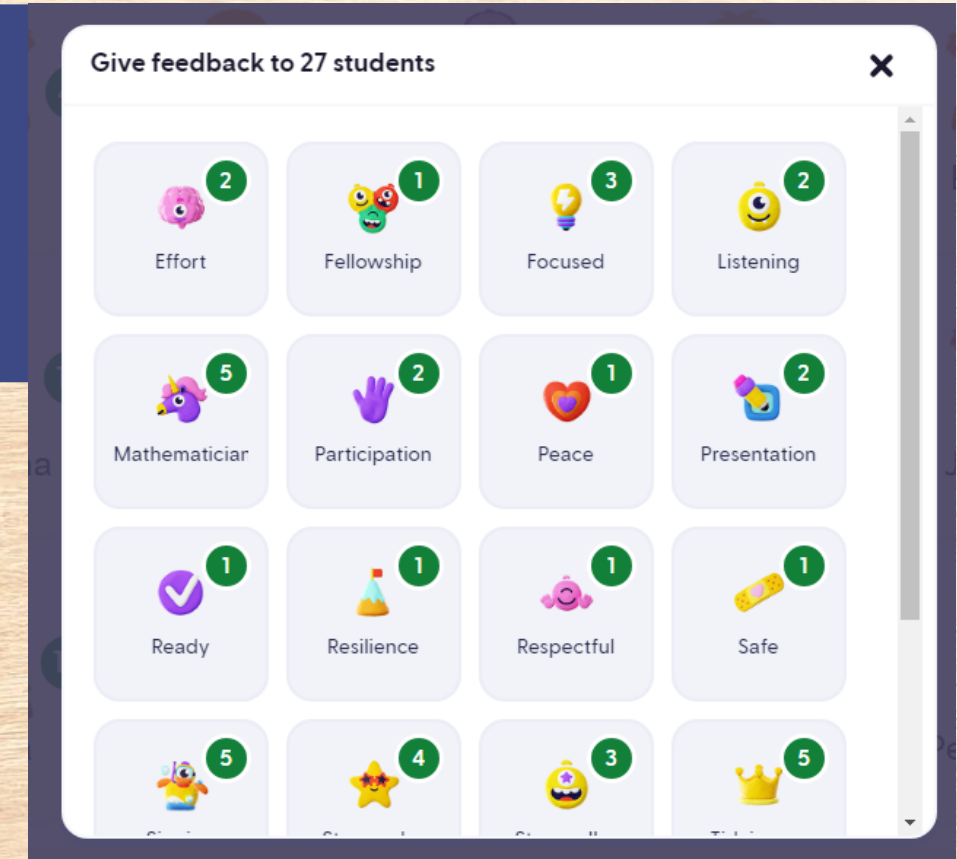 Give feedback to 27 students
2 1 3 2
Effort Fellowship Focused Listening
5 2 1 2
Mathematician Participation Peace Presentation
1 1 1 1
Ready Resilience Respectful Safe
5 4 3 5